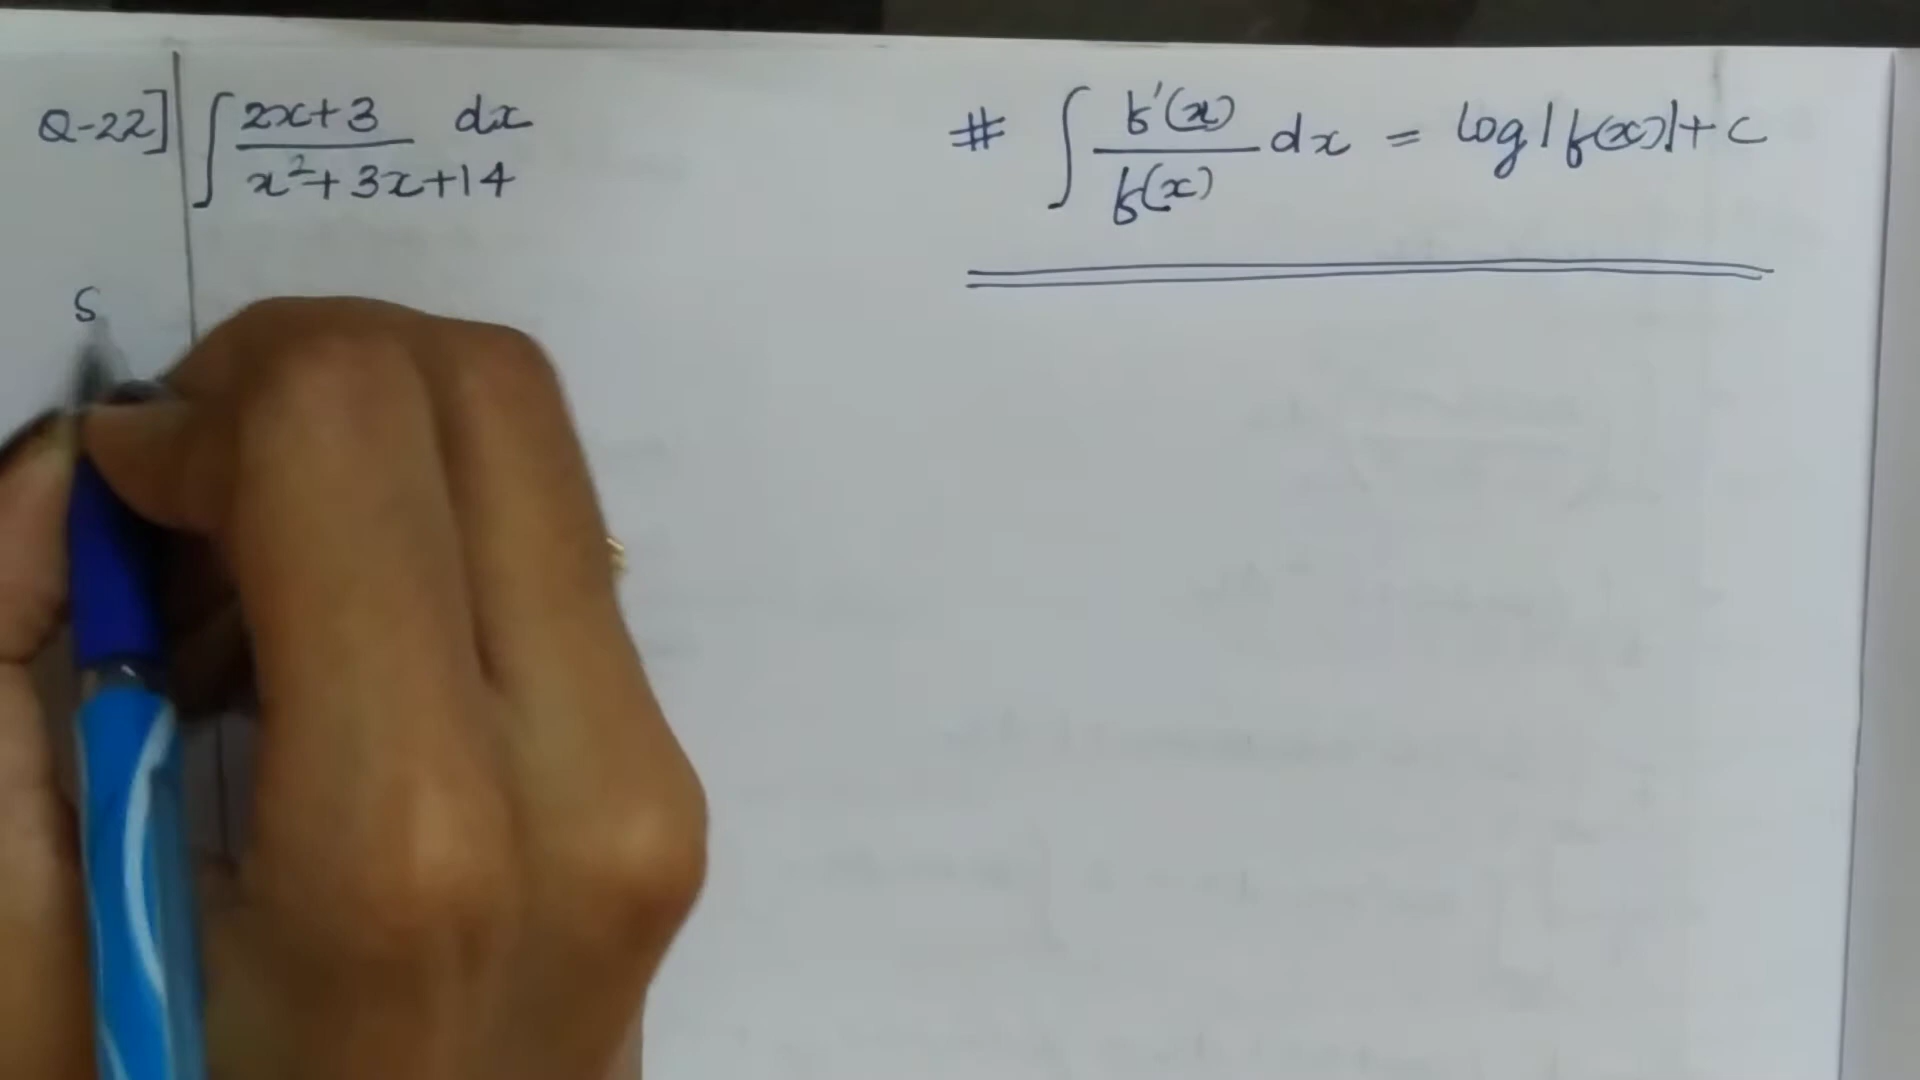 Q-22] ∫ 2x+3 / x²+3x+14 dx
# ∫ f'(x) / f(x) dx = log|f(x)|+c
S